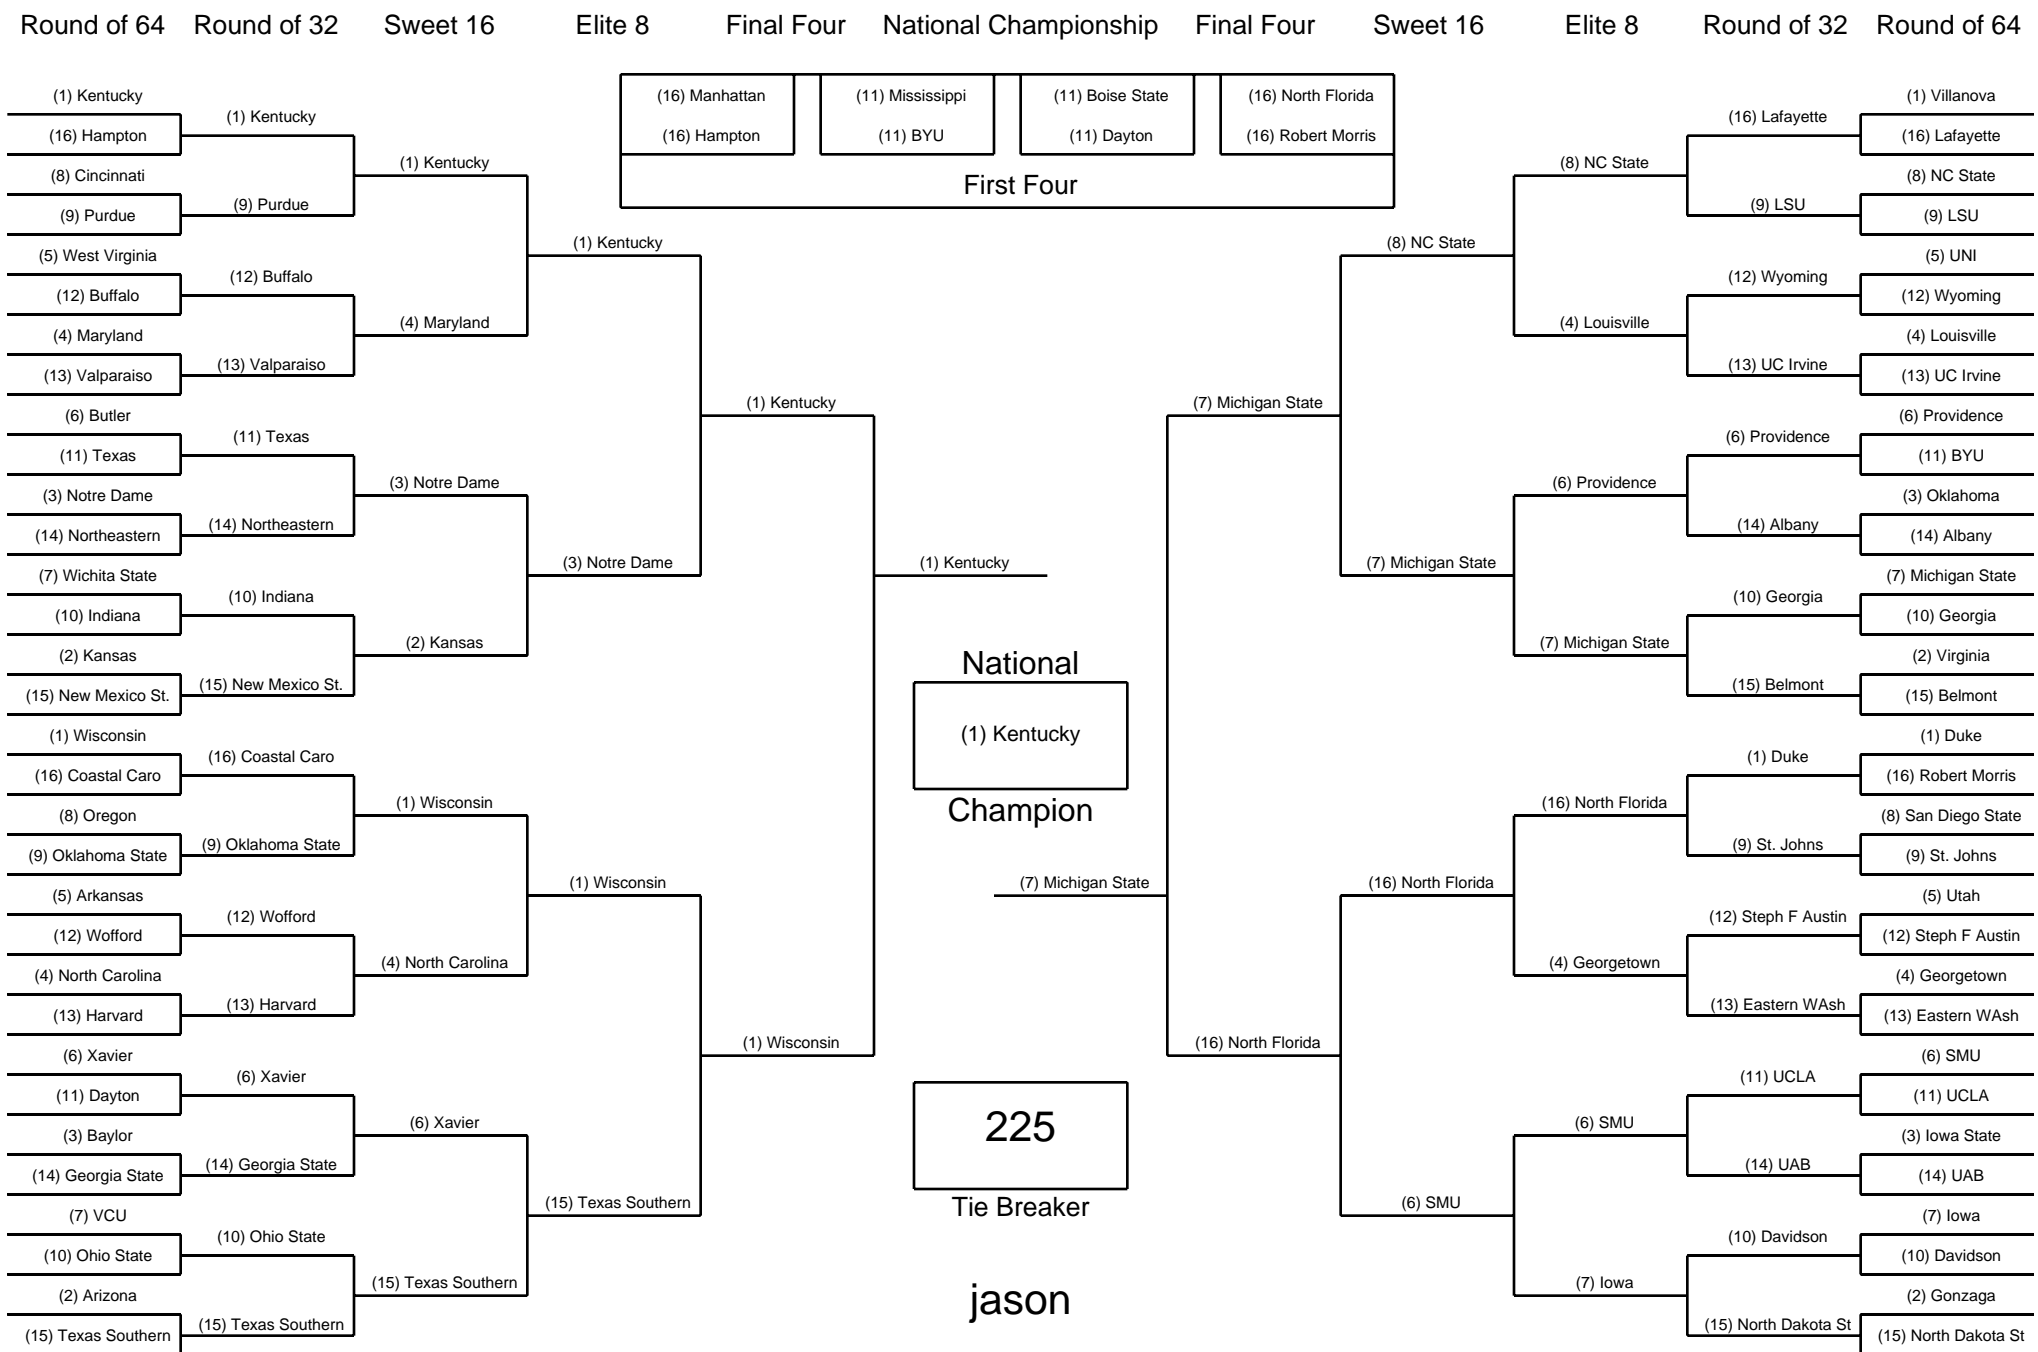 Round of 64 Round of 32 Sweet 16 Elite 8 Final Four National Championship Final Four Sweet 16 Elite 8 Round of 32 Round of 64
(1) Kentucky
(16) Hampton
(8) Cincinnati
(9) Purdue
(5) West Virginia
(12) Buffalo
(4) Maryland
(13) Valparaiso
(6) Butler
(11) Texas
(3) Notre Dame
(14) Northeastern
(7) Wichita State
(10) Indiana
(2) Kansas
(15) New Mexico St.
(1) Wisconsin
(16) Coastal Caro
(8) Oregon
(9) Oklahoma State
(5) Arkansas
(12) Wofford
(4) North Carolina
(13) Harvard
(6) Xavier
(11) Dayton
(3) Baylor
(14) Georgia State
(7) VCU
(10) Ohio State
(2) Arizona
(15) Texas Southern
(1) Kentucky
(9) Purdue
(12) Buffalo
(13) Valparaiso
(11) Texas
(14) Northeastern
(10) Indiana
(15) New Mexico St.
(16) Coastal Caro
(9) Oklahoma State
(12) Wofford
(13) Harvard
(6) Xavier
(14) Georgia State
(10) Ohio State
(15) Texas Southern
(1) Kentucky
(4) Maryland
(3) Notre Dame
(2) Kansas
(1) Wisconsin
(4) North Carolina
(6) Xavier
(15) Texas Southern
(1) Kentucky
(3) Notre Dame
(1) Wisconsin
(15) Texas Southern
(1) Kentucky
(1) Wisconsin
(16) Manhattan
(16) Hampton
(11) Mississippi
(11) BYU
(11) Boise State
(11) Dayton
(16) North Florida
(16) Robert Morris
First Four
(1) Kentucky
National
(1) Kentucky
Champion
(7) Michigan State
225
Tie Breaker
jason
(7) Michigan State
(16) North Florida
(8) NC State
(7) Michigan State
(16) North Florida
(6) SMU
(8) NC State
(4) Louisville
(6) Providence
(7) Michigan State
(16) North Florida
(4) Georgetown
(6) SMU
(7) Iowa
(16) Lafayette
(9) LSU
(12) Wyoming
(13) UC Irvine
(6) Providence
(14) Albany
(10) Georgia
(15) Belmont
(1) Duke
(9) St. Johns
(12) Steph F Austin
(13) Eastern WAsh
(11) UCLA
(14) UAB
(10) Davidson
(15) North Dakota St
(1) Villanova
(16) Lafayette
(8) NC State
(9) LSU
(5) UNI
(12) Wyoming
(4) Louisville
(13) UC Irvine
(6) Providence
(11) BYU
(3) Oklahoma
(14) Albany
(7) Michigan State
(10) Georgia
(2) Virginia
(15) Belmont
(1) Duke
(16) Robert Morris
(8) San Diego State
(9) St. Johns
(5) Utah
(12) Steph F Austin
(4) Georgetown
(13) Eastern WAsh
(6) SMU
(11) UCLA
(3) Iowa State
(14) UAB
(7) Iowa
(10) Davidson
(2) Gonzaga
(15) North Dakota St